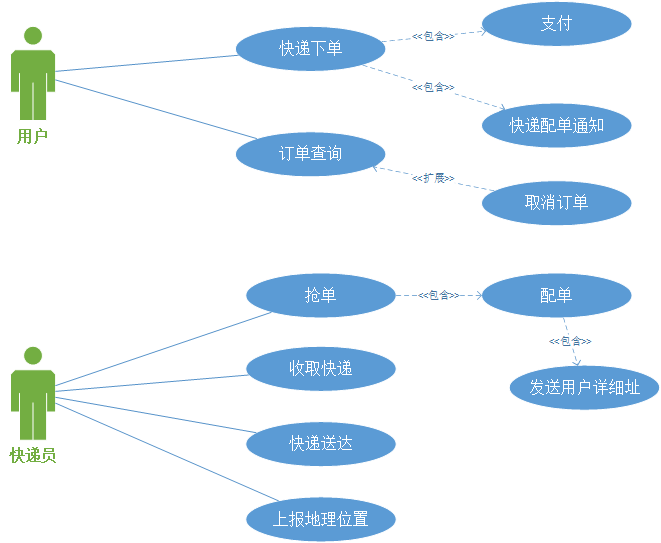 支付
<<包含>>
快递下单
<<包含>>
快递配单通知
用户
订单查询
<<扩展>>
取消订单
抢单
<<包含>>
配单
<<包含>>
收取快递
发送用户详细址
快递送达
快递员
上报地理位置